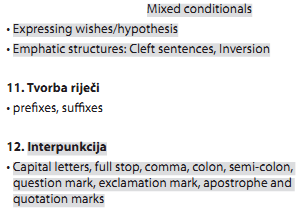 Mixed conditionals
• Expressing wishes/hypothesis
• Emphatic structures: Cleft sentences, Inversion
11. Tvorba riječi
• prefixes, suffixes
12. Interpunkcija
• Capital letters, full stop, comma, colon, semi-colon,
question mark, exclamation mark, apostrophe and
quotation marks